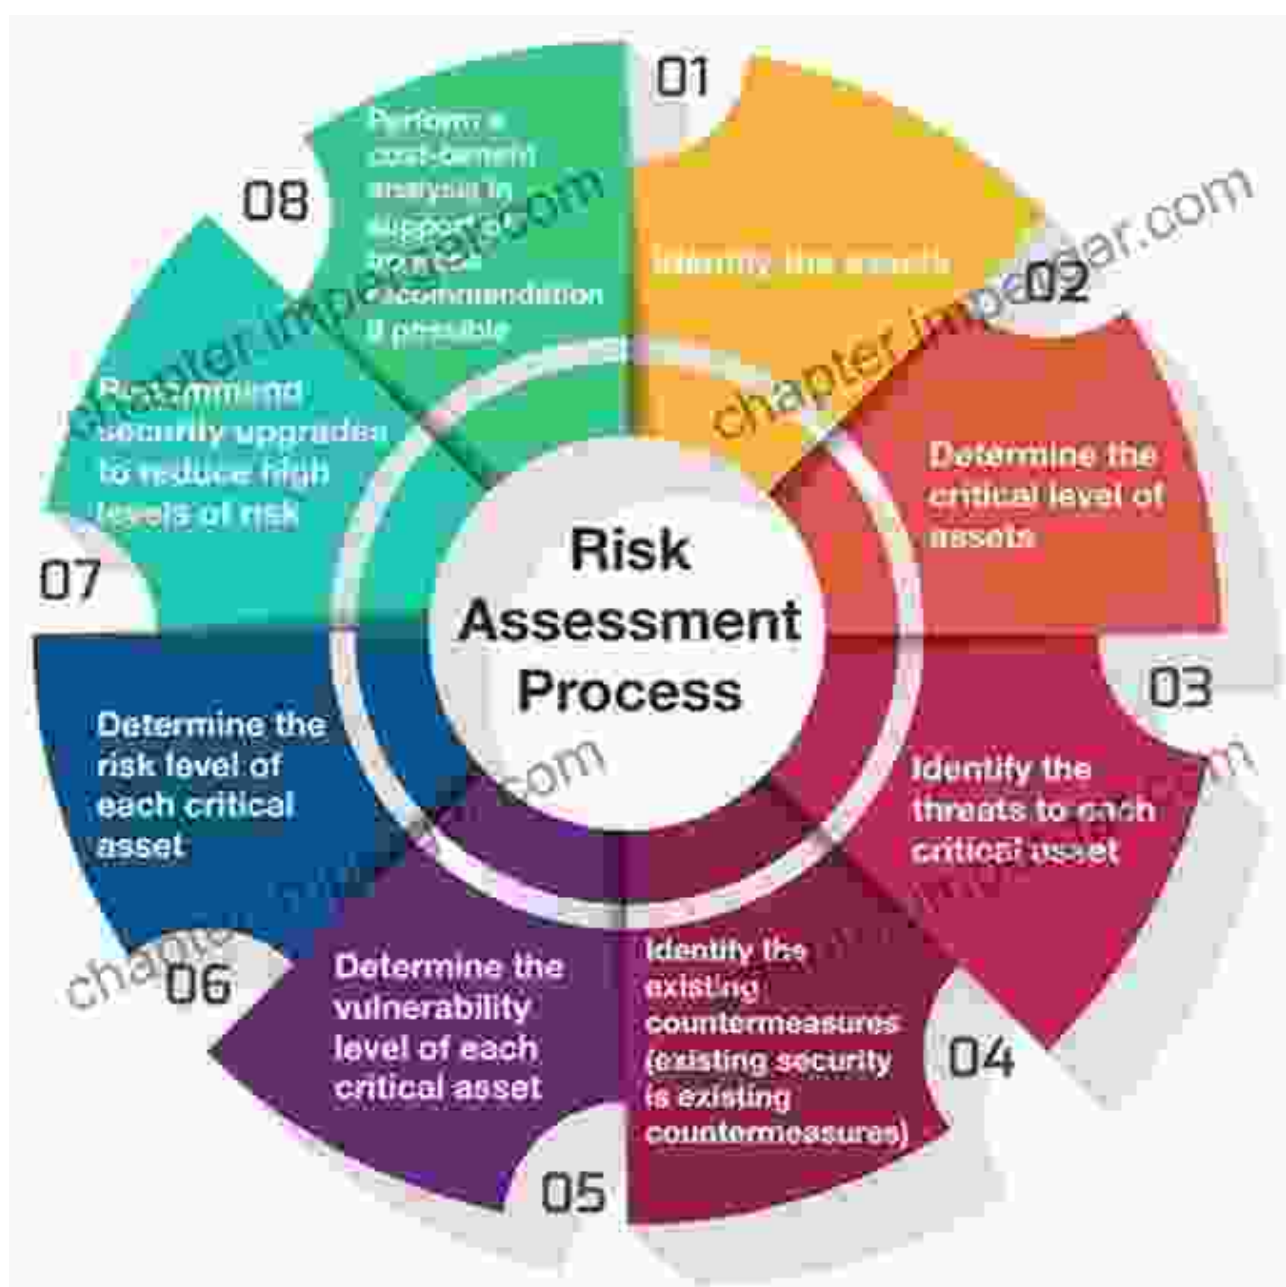 Risk
Assessment
Process
01
Identify the assets
02
Determine the
critical level of
assets
03
Identify the
threats to each
critical asset
04
Identify the
existing
countermeasures
(existing security
is existing
countermeasures)
05
Determine the
vulnerability
level of each
critical asset
06
Determine the
risk level of
each critical
asset
07
Recommend
security upgrades
to reduce high
levels of risk
08
Perform a
cost-benefit
analysis in
support of
recommendation
if possible